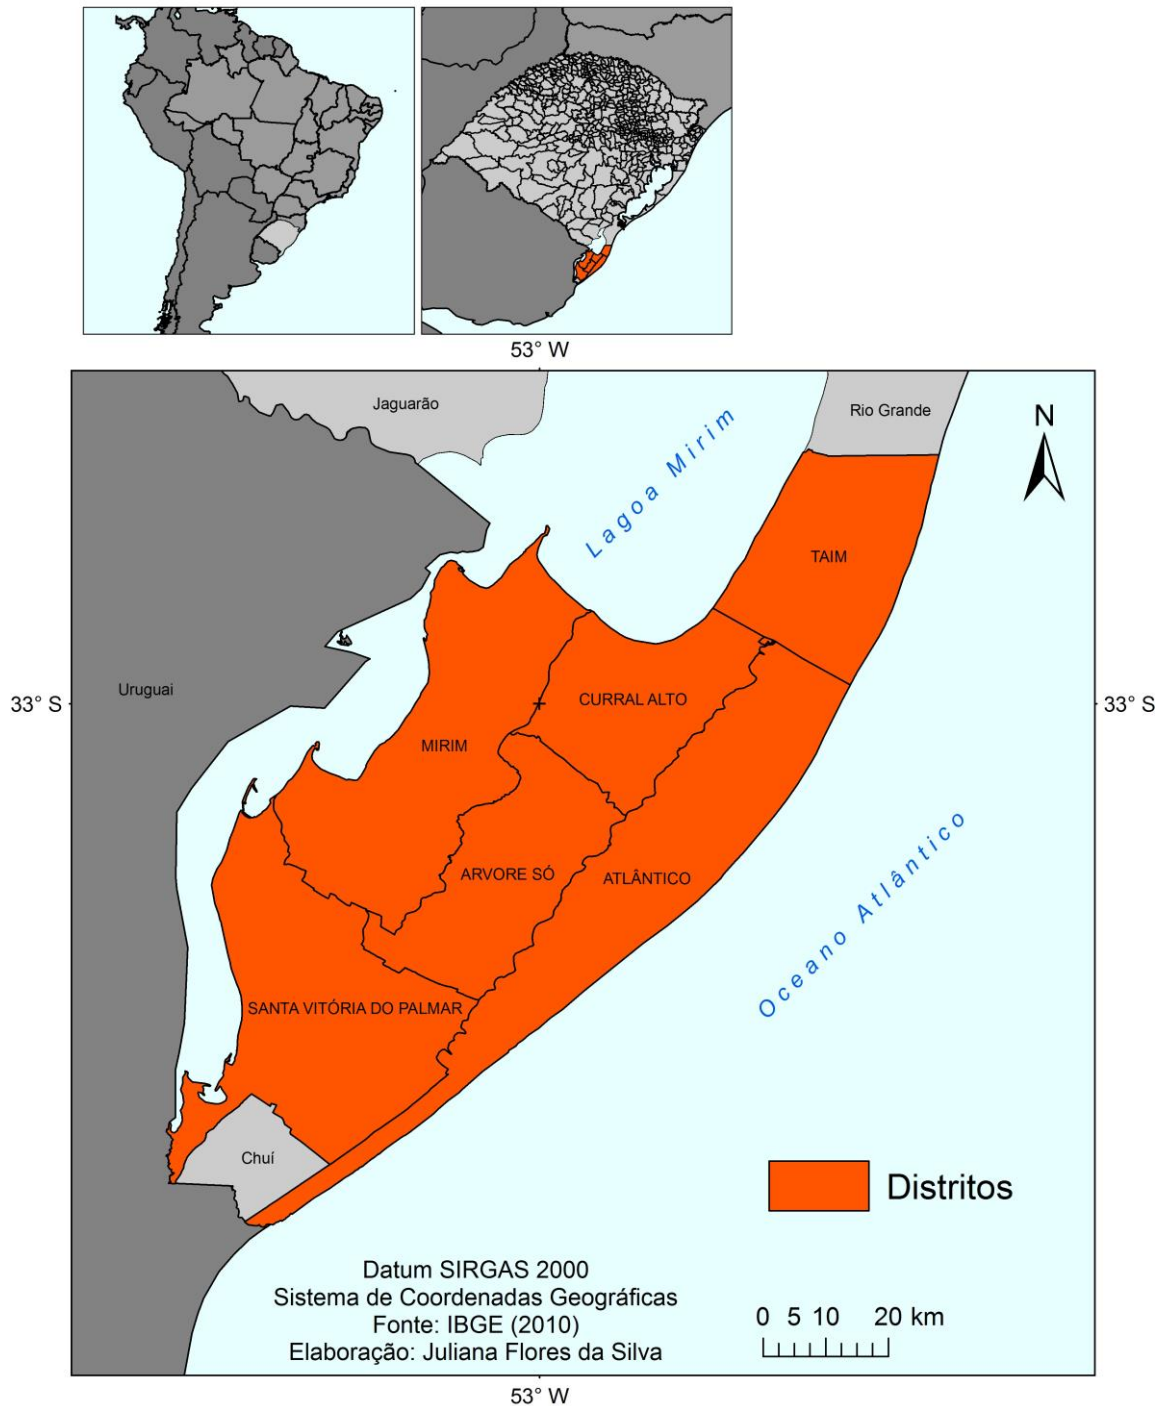 53° W
Jaguarão
Rio Grande
N
Lagoa Mirim
TAIM
Uruguai
33° S
33° S
CURRAL ALTO
MIRIM
ARVORE SÓ
ATLÂNTICO
Oceano Atlântico
SANTA VITÓRIA DO PALMAR
Chuí
Distritos
Datum SIRGAS 2000
Sistema de Coordenadas Geográficas
Fonte: IBGE (2010)
Elaboração: Juliana Flores da Silva
0 5 10 20 km
53° W